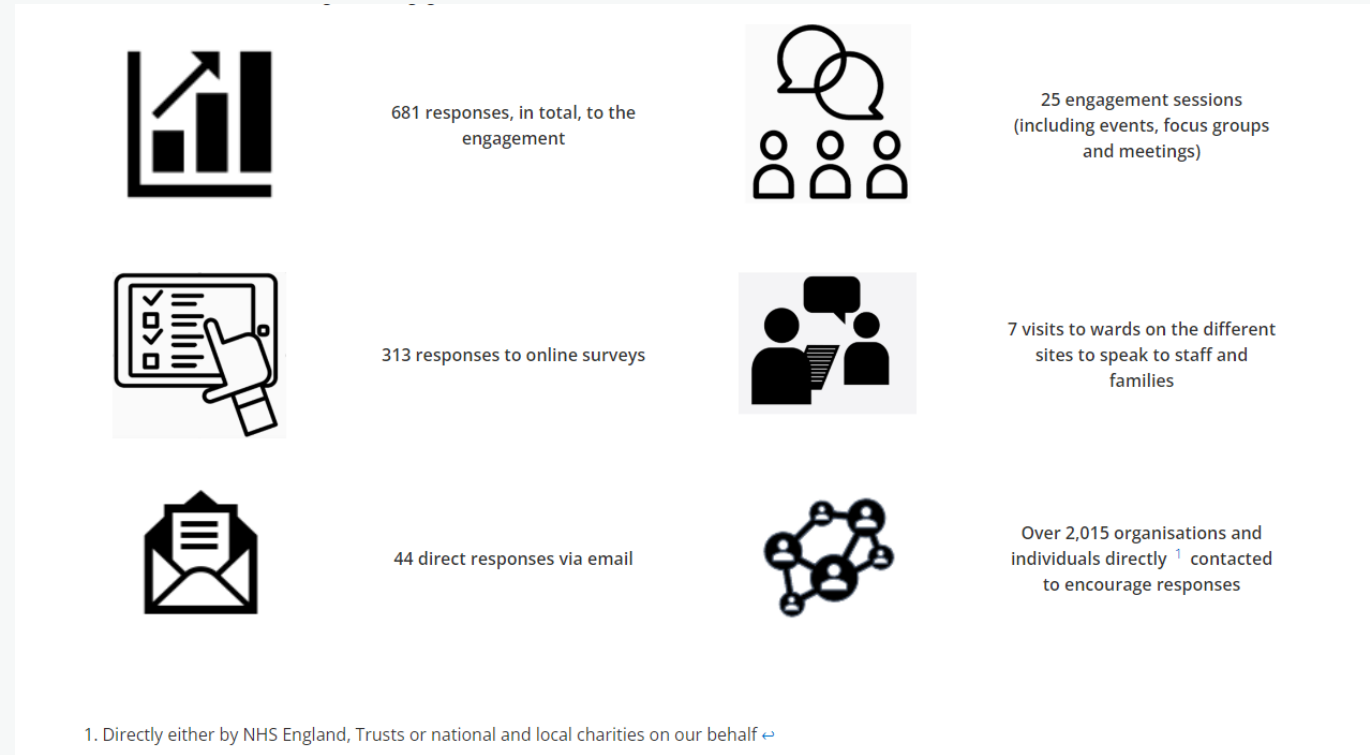 681 responses, in total, to the
engagement
25 engagement sessions
(including events, focus groups
and meetings)
313 responses to online surveys
7 visits to wards on the different
sites to speak to staff and
families
44 direct responses via email
Over 2,015 organisations and
individuals directly 1 contacted
to encourage responses
1. Directly either by NHS England, Trusts or national and local charities on our behalf ↩